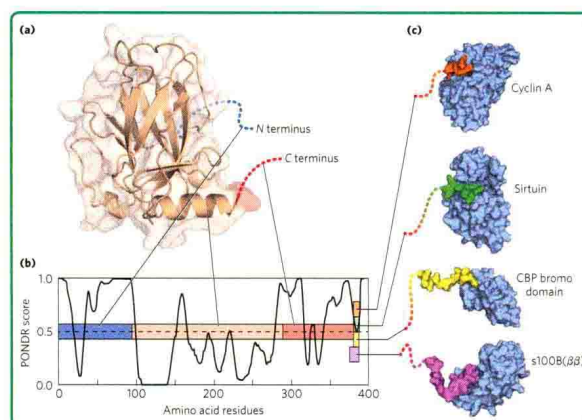 (a)
N terminus
C terminus
(b)
PONDR score
1.0
0.5
0.0
0
100
200
300
400
Amino acid residues
(c)
Cyclin A
Sirtuin
CBP bromo
domain
s100B(ββ)